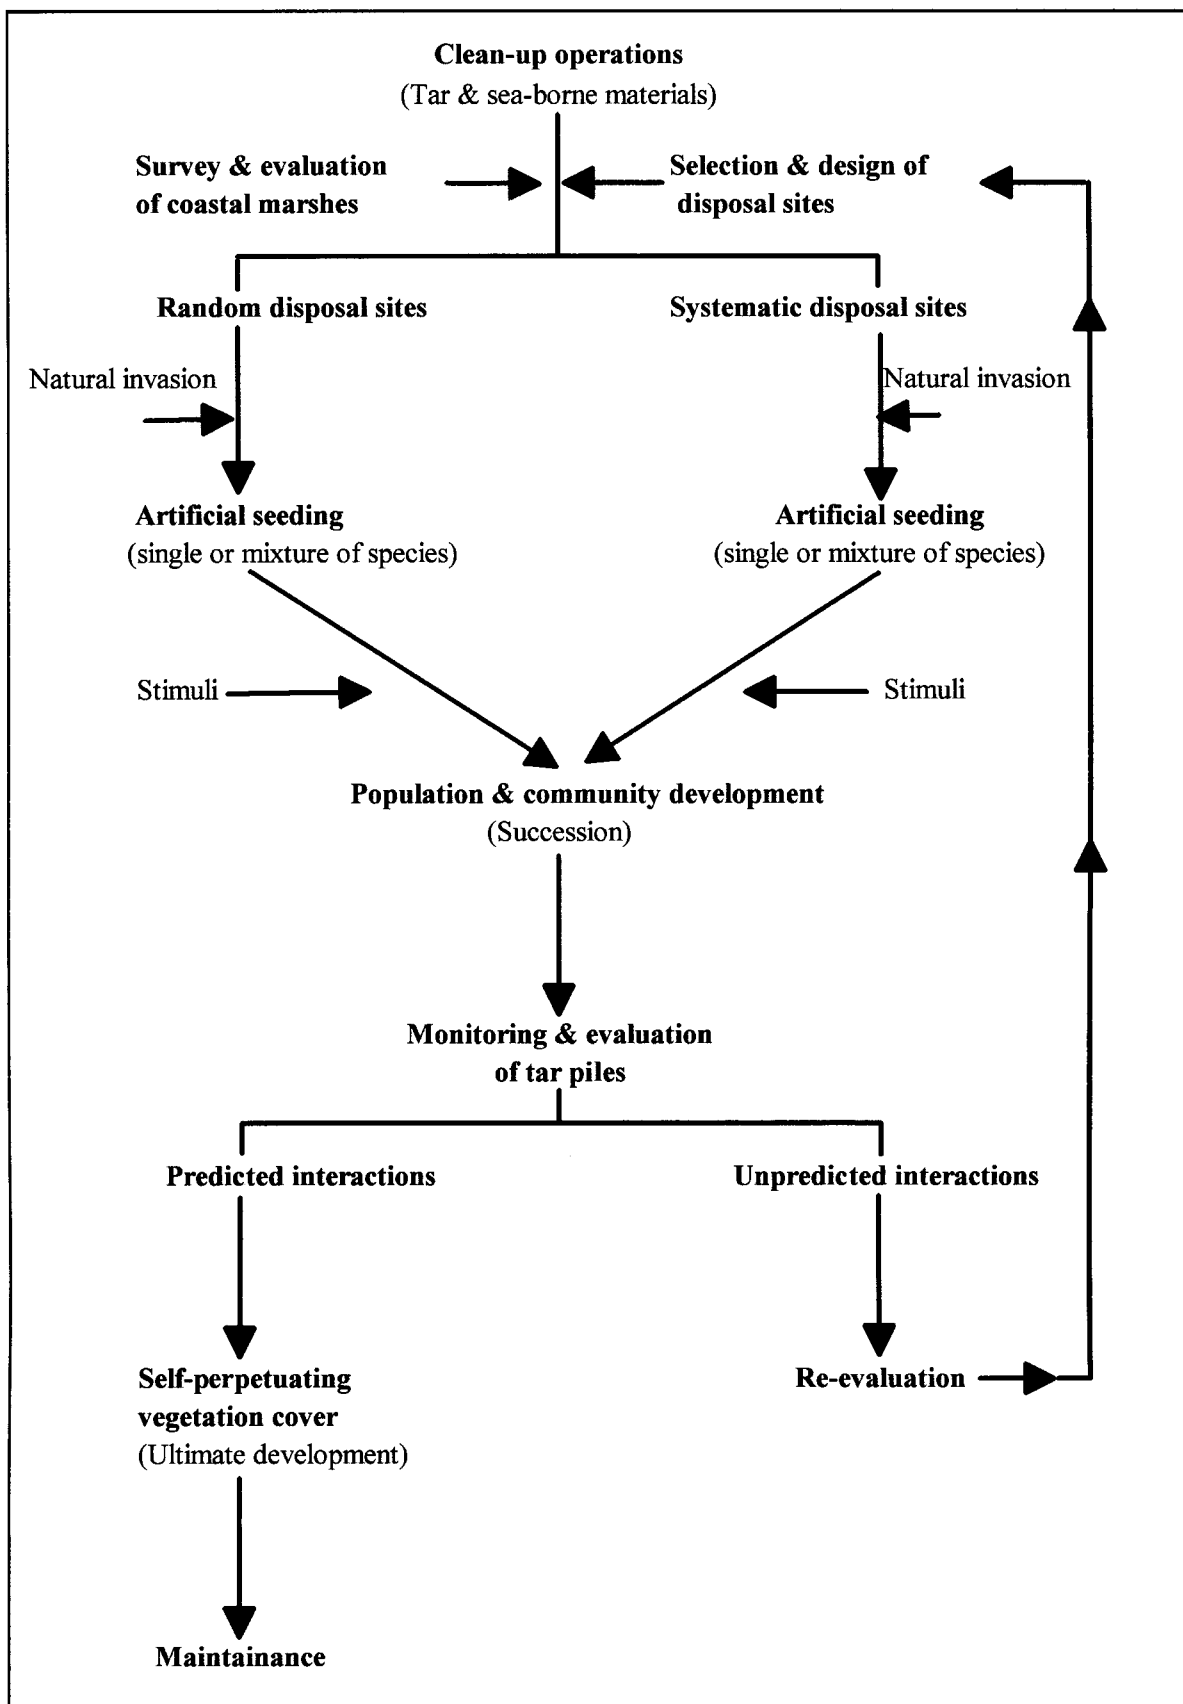 Clean-up operations
(Tar & sea-borne materials)
Survey & evaluation
of coastal marshes
Selection & design of
disposal sites
Random disposal sites
Systematic disposal sites
Natural invasion
Natural invasion
Artificial seeding
(single or mixture of species)
Artificial seeding
(single or mixture of species)
Stimuli
Stimuli
Population & community development
(Succession)
Monitoring & evaluation
of tar piles
Predicted interactions
Unpredicted interactions
Self-perpetuating
vegetation cover
(Ultimate development)
Re-evaluation
Maintainance